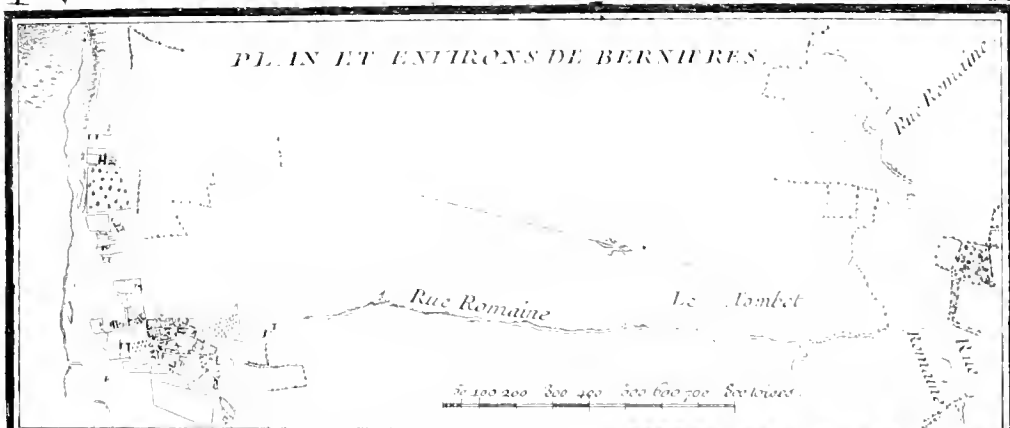 PLAN ET ENVIRONS DE BERNIERES.
Rue Romaine
Rue Romaine
Le Tombet
Rue
Romaine
50 100 200 300 400 500 600 700 800 toises.